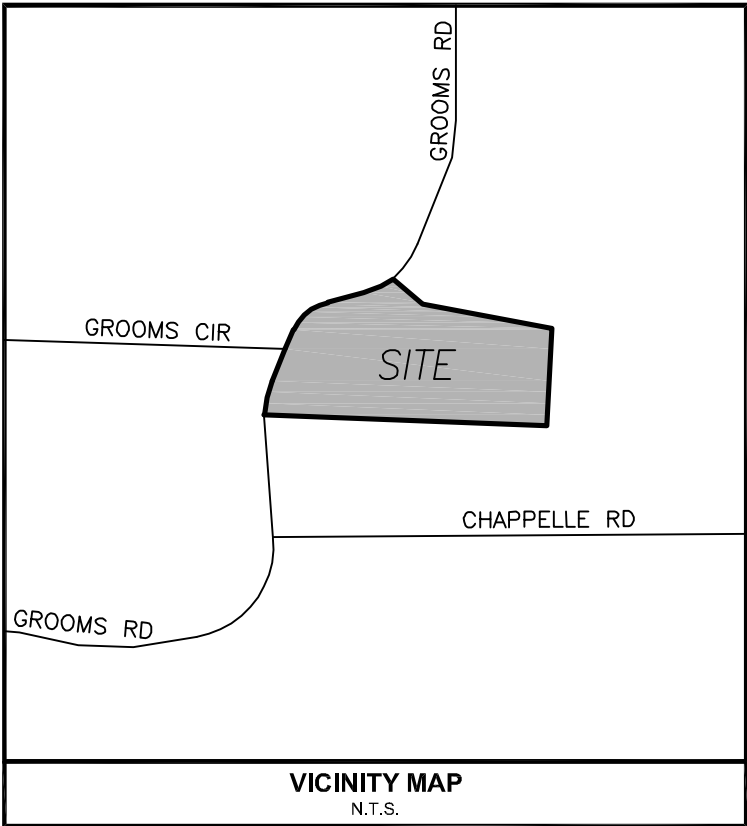 GROOMS RD
GROOMS CIR
SITE
CHAPPELLE RD
GROOMS RD
VICINITY MAP
N.T.S.